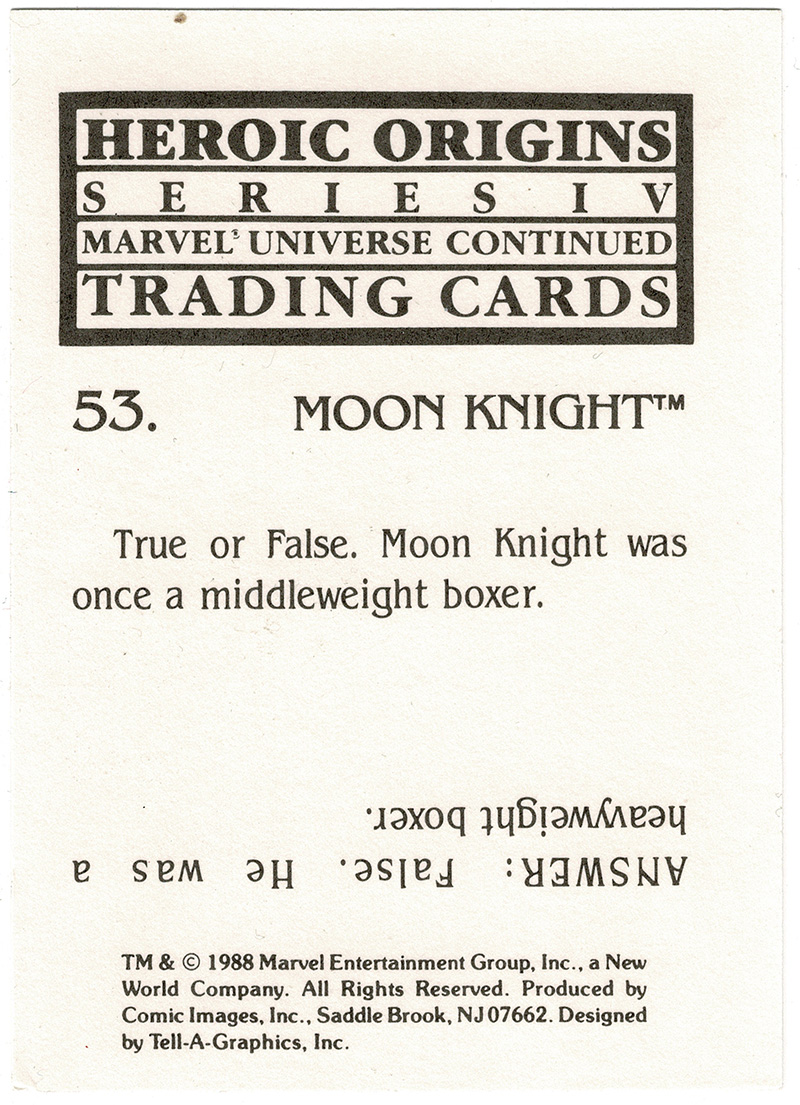 HEROIC ORIGINS
SERIES IV
MARVEL® UNIVERSE CONTINUED
TRADING CARDS
53. MOON KNIGHT™
True or False. Moon Knight was
once a middleweight boxer.
ANSWER: False. He was a
heavyweight boxer.
TM & © 1988 Marvel Entertainment Group, Inc., a New
World Company. All Rights Reserved. Produced by
Comic Images, Inc., Saddle Brook, NJ 07662. Designed
by Tell-A-Graphics, Inc.